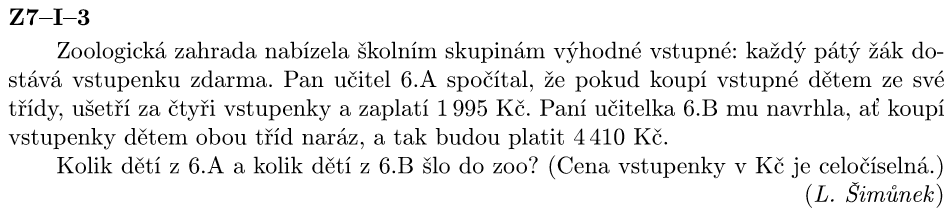 Z7–I–3
Zoologická zahrada nabízela školním skupinám výhodné vstupné: každý pátý žák do-
stává vstupenku zdarma. Pan učitel 6.A spočítal, že pokud koupí vstupné dětem ze své
třídy, ušetří za čtyři vstupenky a zaplatí 1 995 Kč. Paní učitelka 6.B mu navrhla, ať koupí
vstupenky dětem obou tříd naráz, a tak budou platit 4 410 Kč.
Kolik dětí z 6.A a kolik dětí z 6.B šlo do zoo? (Cena vstupenky v Kč je celočíselná.)
(L. Šimůnek)